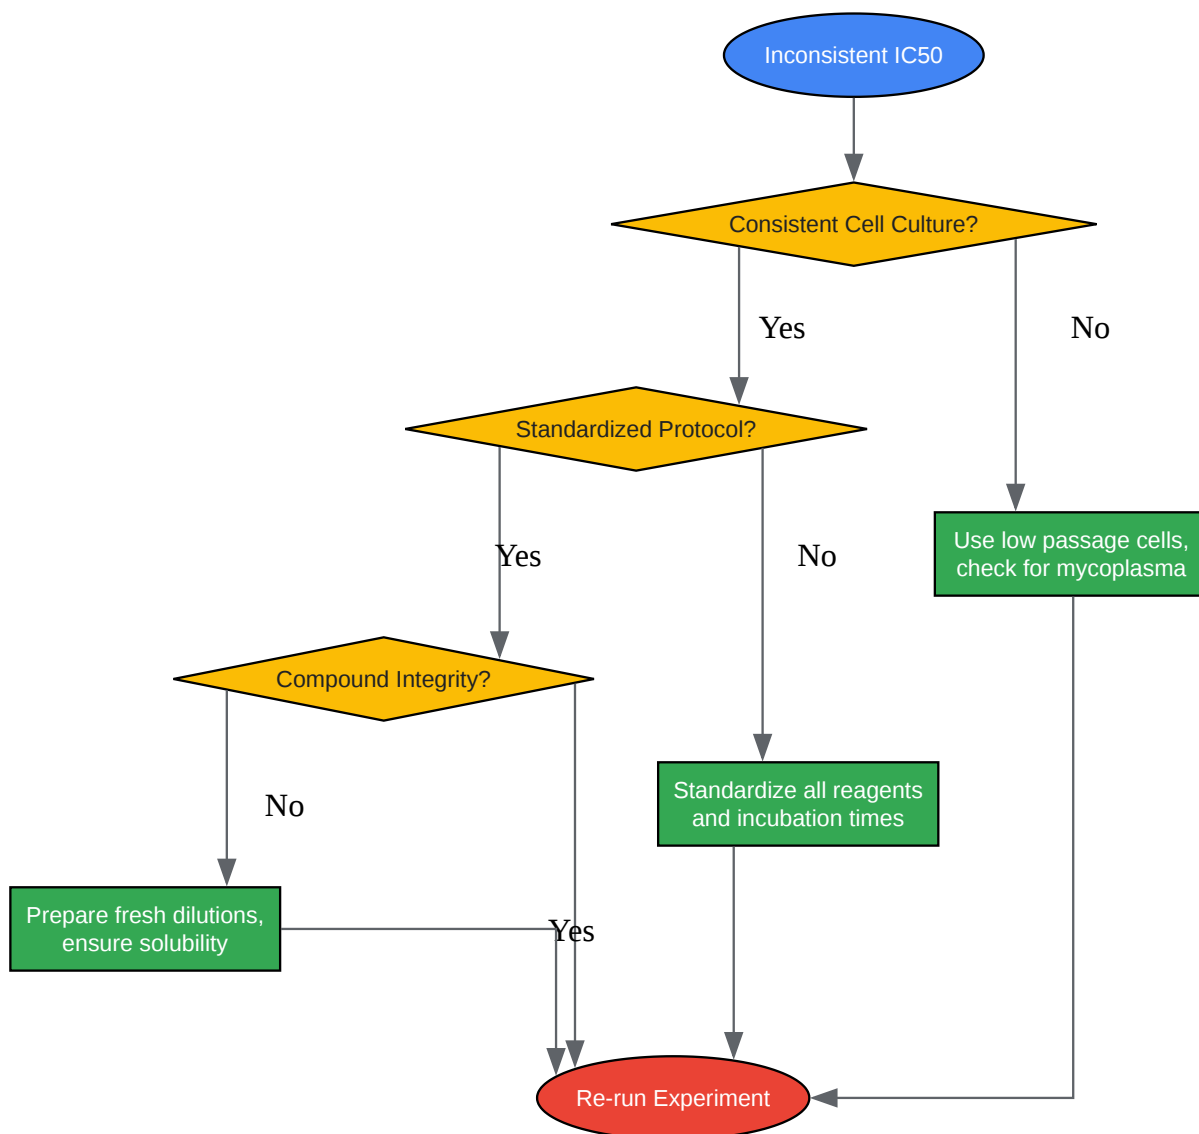 Inconsistent IC50
Consistent Cell Culture?
Yes
No
Standardized Protocol?
Yes
No
Use low passage cells,
check for mycoplasma
Compound Integrity?
No
Standardize all reagents
and incubation times
Prepare fresh dilutions,
ensure solubility
Yes
Re-run Experiment